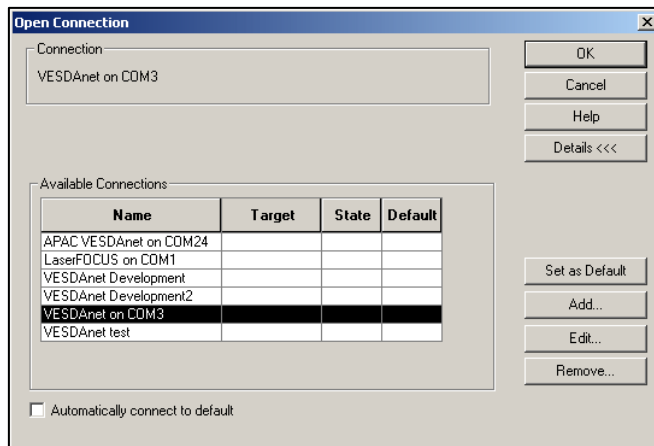 Open Connection
Connection
VESDAnet on COM3
OK
Cancel
Help
Details <<<
Available Connections
Name Target State Default
APAC VESDAnet on COM24
LaserFOCUS on COM1
VESDAnet Development
VESDAnet Development2
VESDAnet on COM3
VESDAnet test
Set as Default
Add...
Edit...
Remove...
Automatically connect to default